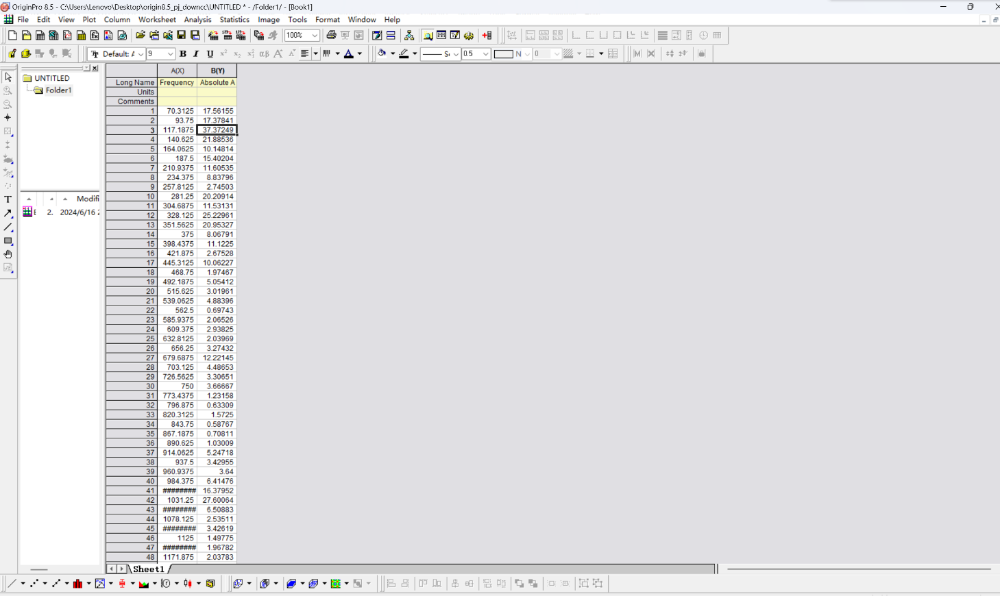 OriginPro 8.5 - C:\Users\Lenovo\Desktop\origin8.5_pj_downcc\UNTITLED * - /Folder1/ - [Book1]
File Edit View Plot Column Worksheet Analysis Statistics Image Tools Format Window Help
100%
Default: A 9 B I U 0.5 N 0
UNTITLED
Folder1
Modifi
2. 2024/6/16 2
A(X) B(Y)
Long Name Frequency Absolute A
Units
Comments
1 70.3125 17.56155
2 93.75 17.37841
3 117.1875 37.37249
4 140.625 21.88536
5 164.0625 10.14814
6 187.5 15.40204
7 210.9375 11.60535
8 234.375 8.83796
9 257.8125 2.74503
10 281.25 20.20914
11 304.6875 11.53131
12 328.125 25.22961
13 351.5625 20.95327
14 375 8.06791
15 398.4375 11.1225
16 421.875 2.67528
17 445.3125 10.06227
18 468.75 1.97467
19 492.1875 5.05412
20 515.625 3.01961
21 539.0625 4.88396
22 562.5 0.69743
23 585.9375 2.06526
24 609.375 2.93825
25 632.8125 2.03969
26 656.25 3.27432
27 679.6875 12.22145
28 703.125 4.48653
29 726.5625 3.30651
30 750 3.66667
31 773.4375 1.23158
32 796.875 0.63309
33 820.3125 1.5725
34 843.75 0.58767
35 867.1875 0.70811
36 890.625 1.03009
37 914.0625 5.24718
38 937.5 3.42955
39 960.9375 3.64
40 984.375 6.41476
41 ######## 16.37952
42 1031.25 27.60064
43 ######## 6.50883
44 1078.125 2.53511
45 ######## 3.42619
46 1125 1.49775
47 ######## 1.96782
48 1171.875 2.03783
Sheet1